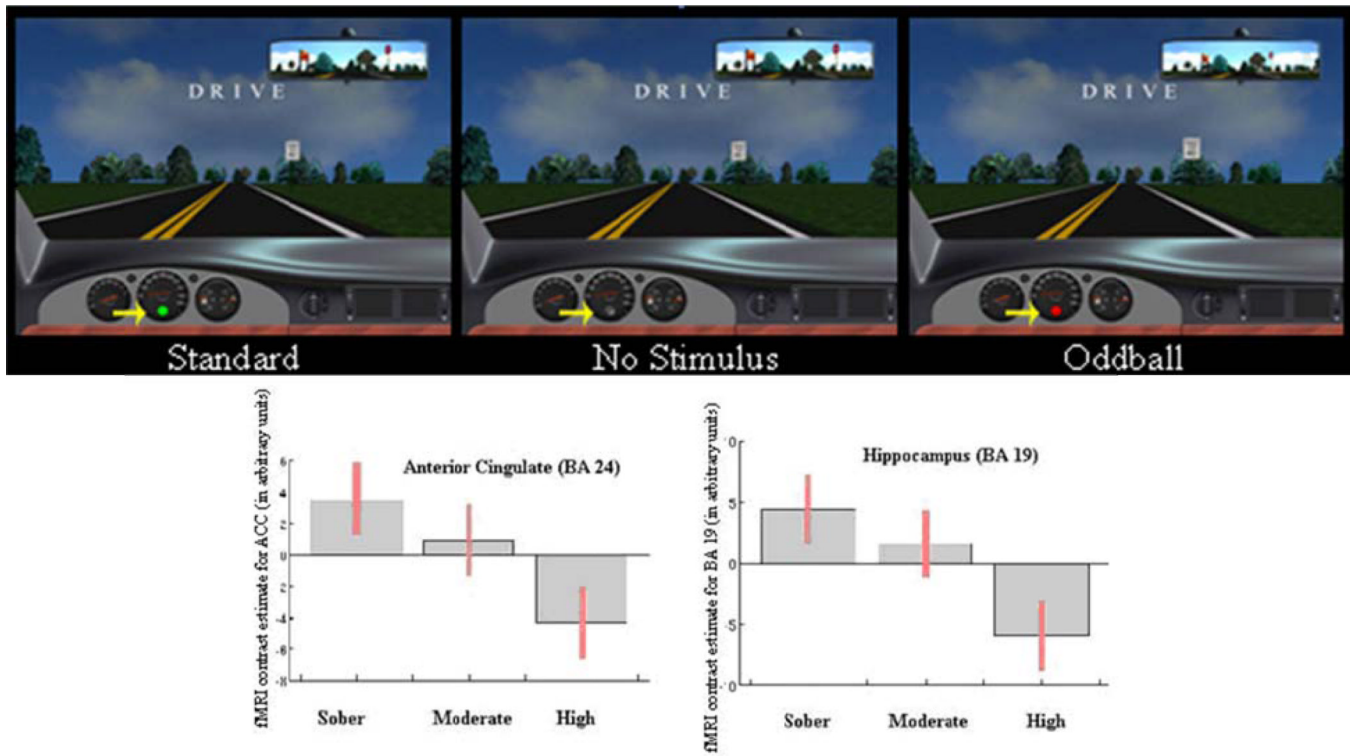 DRIVE
DRIVE
DRIVE
Standard
No Stimulus
Oddball
fMRI contrast estimate for ACC (in arbitrary units)
Anterior Cingulate (BA 24)
6
4
2
0
2
-4
-6
-8
Sober
Moderate
High
fMRI contrast estimate for BA 19 (in arbitrary units)
Hippocampus (BA 19)
'0
5
0
-5
-'0
Sober
Moderate
High